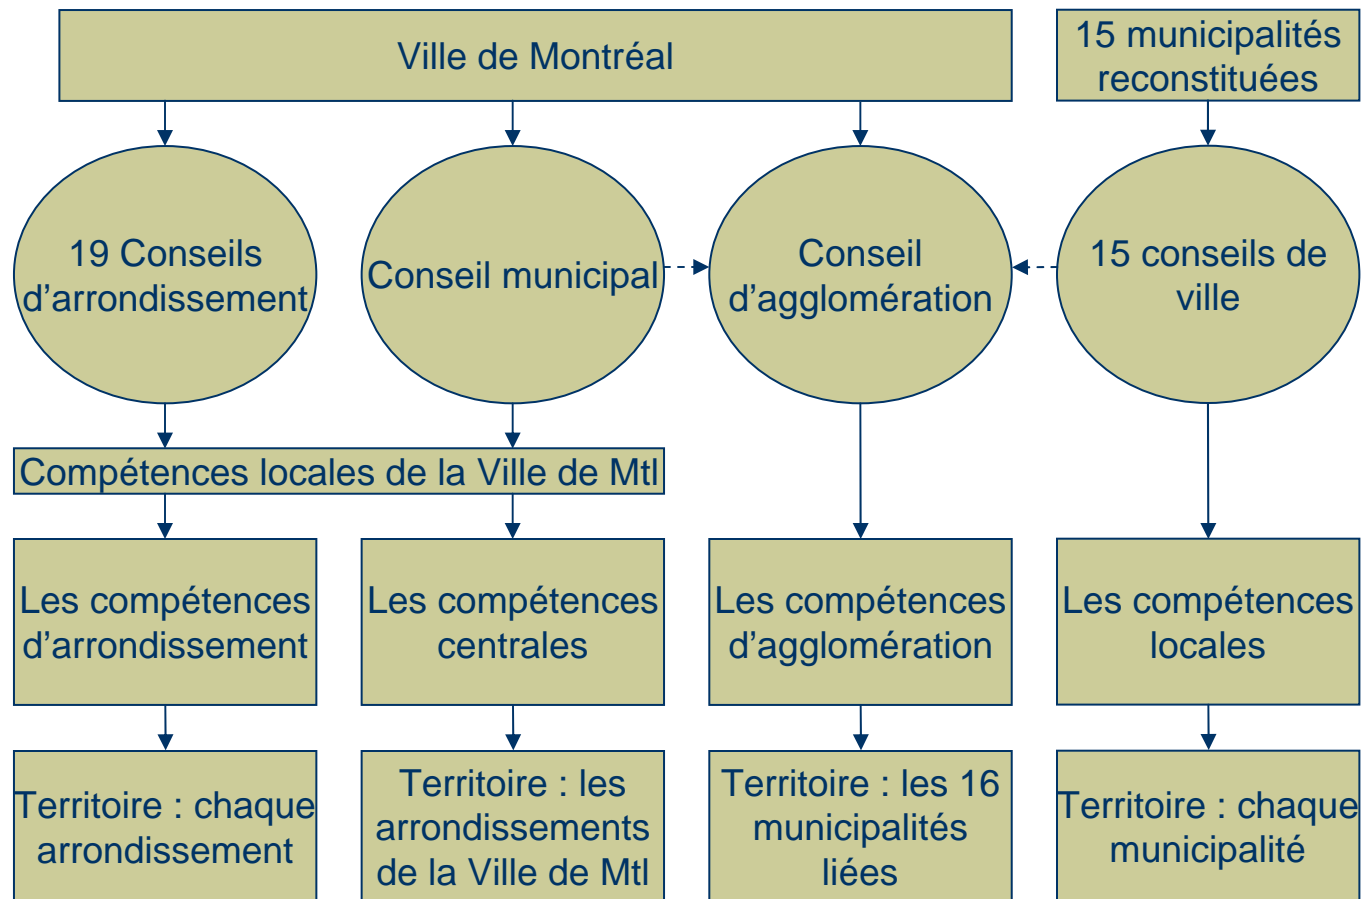 Ville de Montréal
15 municipalités
reconstituées
19 Conseils
d’arrondissement
Conseil municipal
Conseil
d’agglomération
15 conseils de
ville
Compétences locales de la Ville de Mtl
Les compétences
d’arrondissement
Les compétences
centrales
Les compétences
d’agglomération
Les compétences
locales
Territoire : chaque
arrondissement
Territoire : les
arrondissements
de la Ville de Mtl
Territoire : les 16
municipalités
liées
Territoire : chaque
municipalité